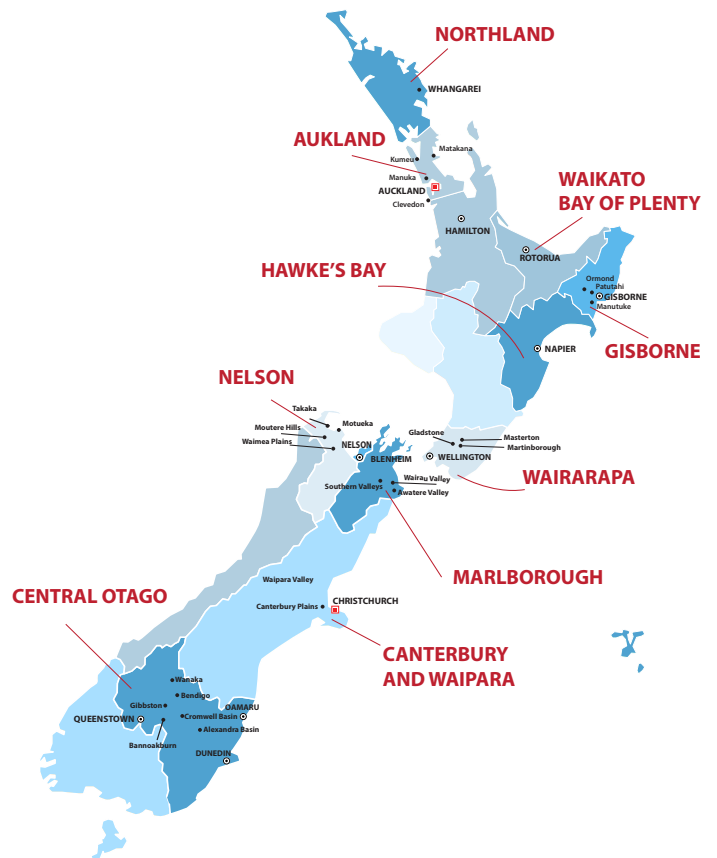 NORTHLAND
WHANGAREI
AUKLAND
Matakana
Kumeu
Manuka
AUCKLAND
Clevedon
WAIKATO
BAY OF PLENTY
HAMILTON
ROTORUA
HAWKE'S BAY
Ormond
Patutahi
GISBORNE
Manutuke
GISBORNE
NAPIER
NELSON
Takaka
Motueka
Moutere Hills
Waimea Plains
NELSON
BLENHEIM
Gladstone
Masterton
Martinborough
WELLINGTON
WAIRARAPA
Southern Valleys
Wairau Valley
Awatere Valley
MARLBOROUGH
Waipara Valley
CHRISTCHURCH
Canterbury Plains
CENTRAL OTAGO
CANTERBURY
AND WAIPARA
Wanaka
Bendigo
Gibbston
OAMARU
QUEENSTOWN
Cromwell Basin
Alexandra Basin
Bannoakburn
DUNEDIN